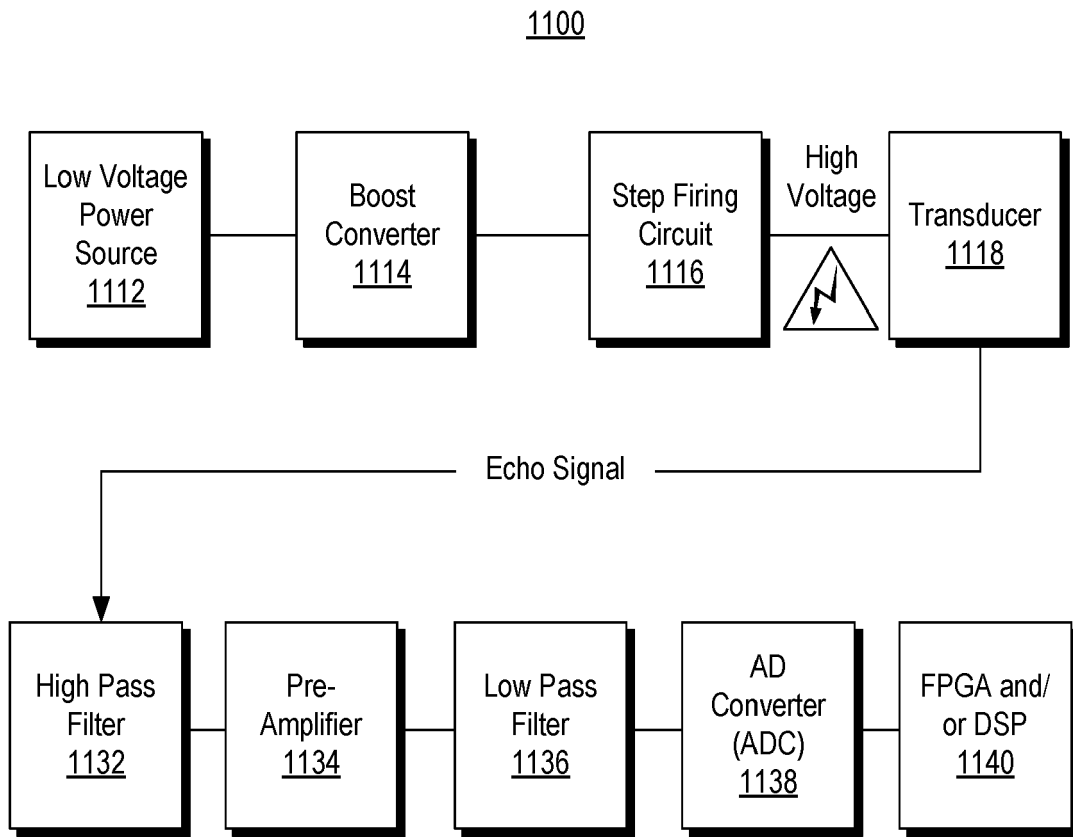 1100
Low Voltage
Power
Source
1112
Boost
Converter
1114
Step Firing
Circuit
1116
High
Voltage
Transducer
1118
Echo Signal
High Pass
Filter
1132
Pre-
Amplifier
1134
Low Pass
Filter
1136
AD
Converter
(ADC)
1138
FPGA and/
or DSP
1140